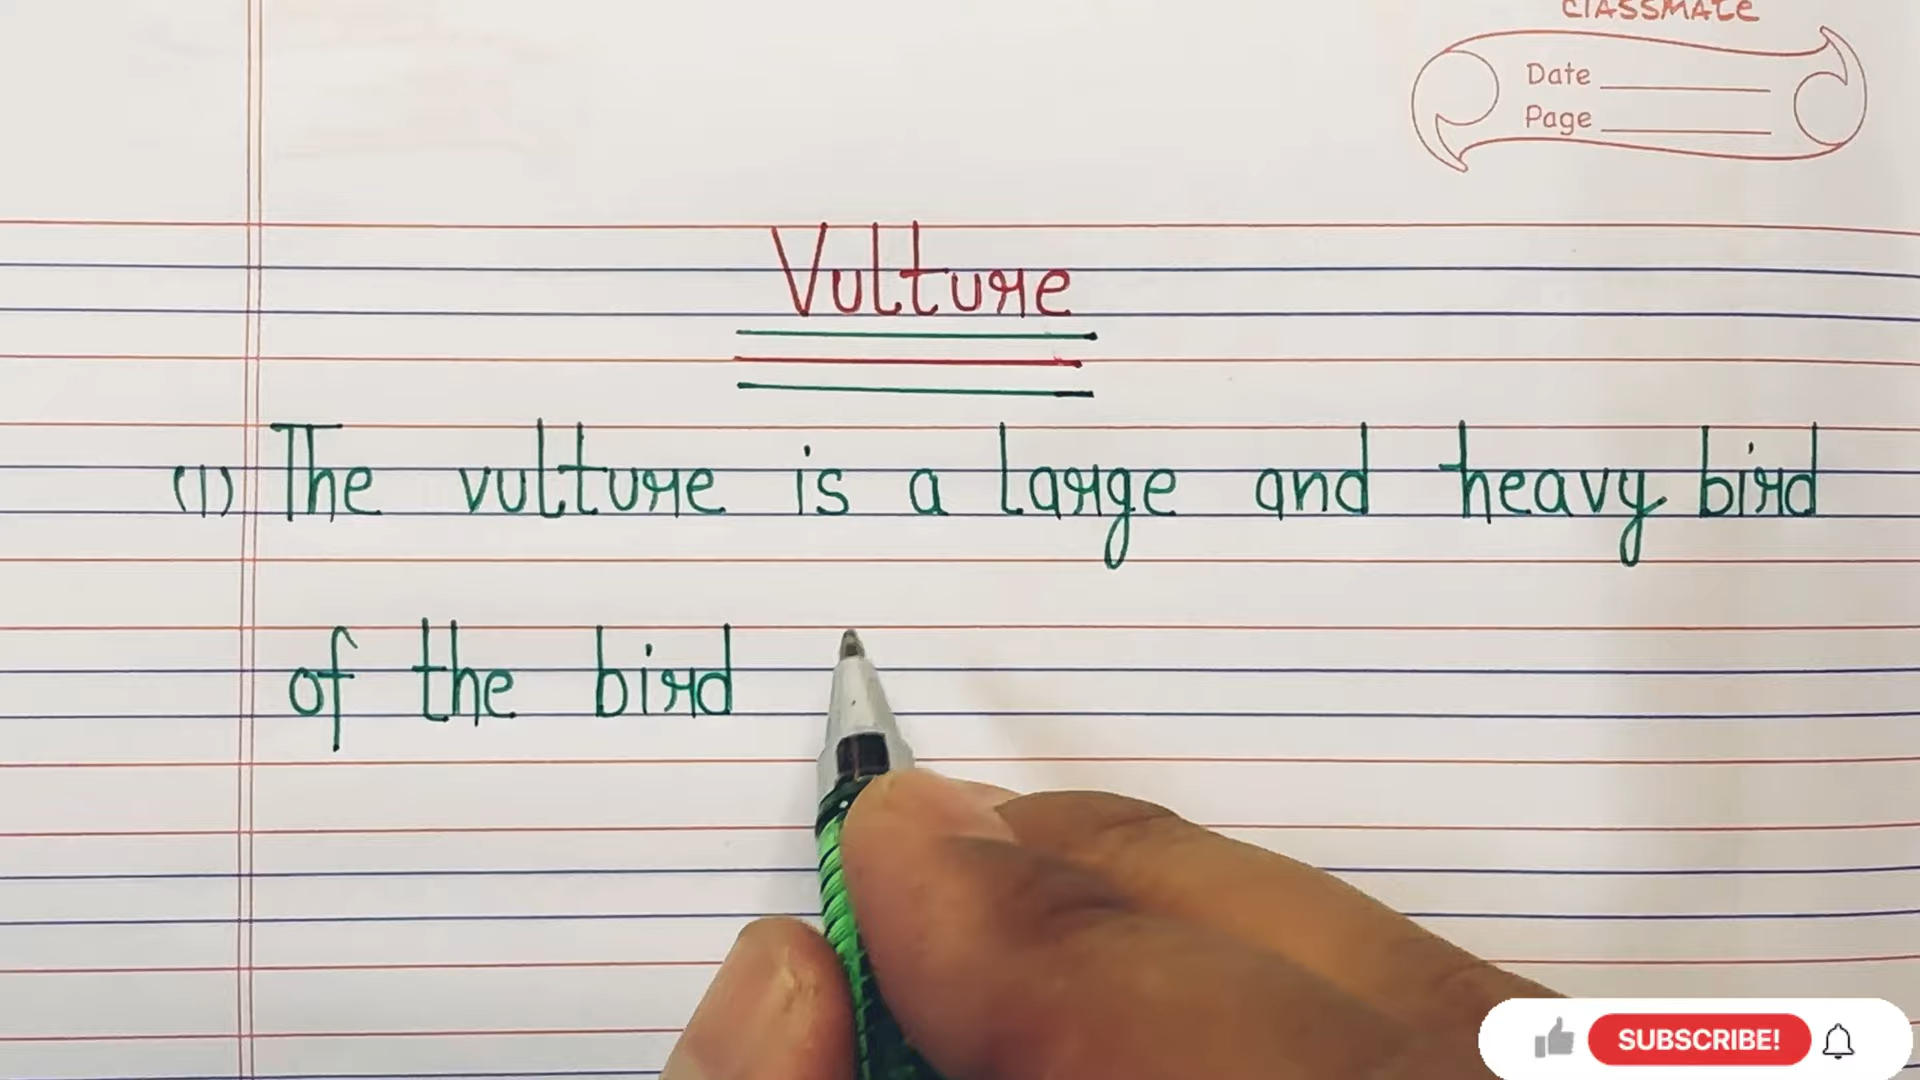 CLASSMATE
Date
Page
Vulture
(1) The vulture is a large and heavy bird
of the bird
SUBSCRIBE!